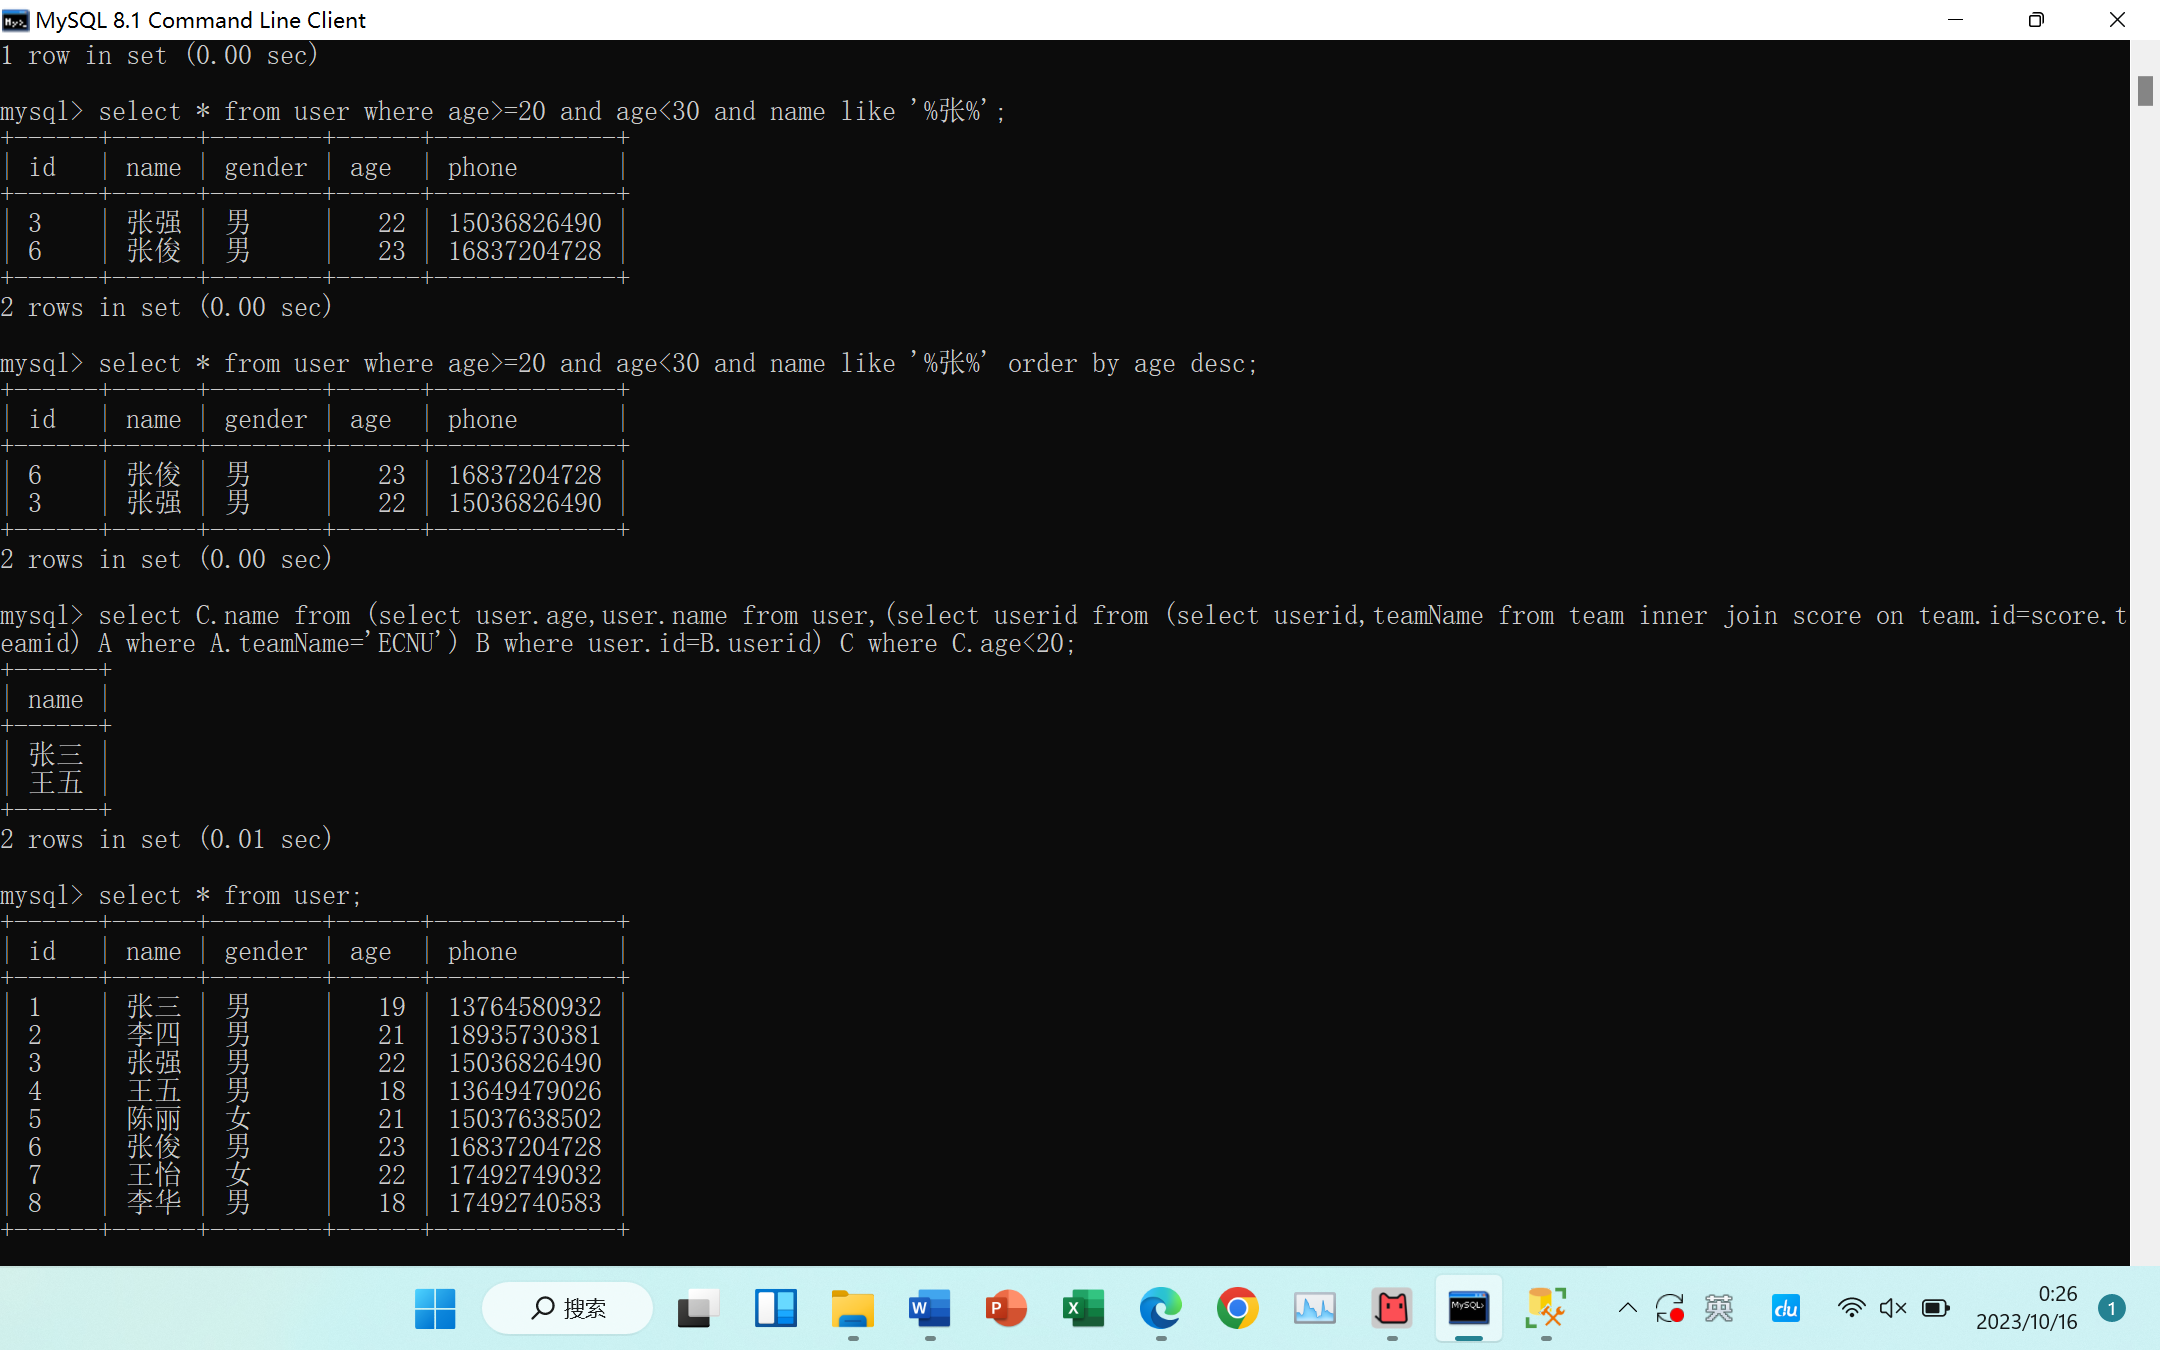 MySQL 8.1 Command Line Client
1 row in set (0.00 sec)
mysql> select * from user where age>=20 and age<30 and name like '%张%';
+------+------+--------+------+-------------+
| id   | name | gender | age  | phone       |
+------+------+--------+------+-------------+
| 3    | 张强 | 男     |   22 | 15036826490 |
| 6    | 张俊 | 男     |   23 | 16837204728 |
+------+------+--------+------+-------------+
2 rows in set (0.00 sec)
mysql> select * from user where age>=20 and age<30 and name like '%张%' order by age desc;
+------+------+--------+------+-------------+
| id   | name | gender | age  | phone       |
+------+------+--------+------+-------------+
| 6    | 张俊 | 男     |   23 | 16837204728 |
| 3    | 张强 | 男     |   22 | 15036826490 |
+------+------+--------+------+-------------+
2 rows in set (0.00 sec)
mysql> select C.name from (select user.age,user.name from user,(select userid from (select userid,teamName from team inner join score on team.id=score.t
eamid) A where A.teamName='ECNU') B where user.id=B.userid) C where C.age<20;
+------+
| name |
+------+
| 张三 |
| 王五 |
+------+
2 rows in set (0.01 sec)
mysql> select * from user;
+------+------+--------+------+-------------+
| id   | name | gender | age  | phone       |
+------+------+--------+------+-------------+
| 1    | 张三 | 男     |   19 | 13764580932 |
| 2    | 李四 | 男     |   21 | 18935730381 |
| 3    | 张强 | 男     |   22 | 15036826490 |
| 4    | 王五 | 男     |   18 | 13649479026 |
| 5    | 陈丽 | 女     |   21 | 15037638502 |
| 6    | 张俊 | 男     |   23 | 16837204728 |
| 7    | 王怡 | 女     |   22 | 17492749032 |
| 8    | 李华 | 男     |   18 | 17492740583 |
+------+------+--------+------+-------------+
搜索
W
P
X
MySQL>
英
du
0:26
2023/10/16
1